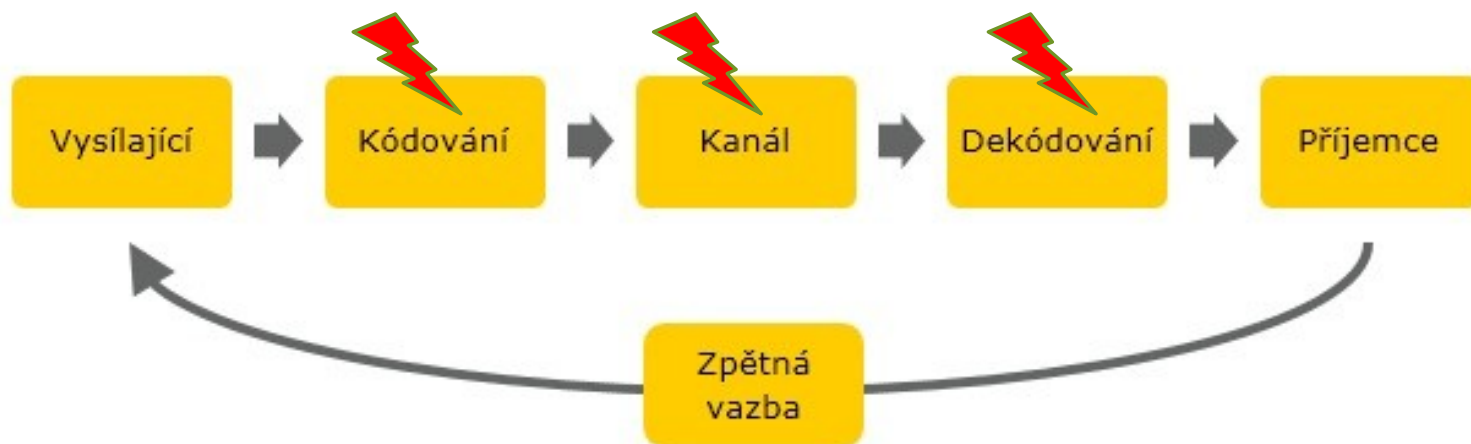 Vysílající
Kódování
Kanál
Dekódování
Příjemce
Zpětná
vazba